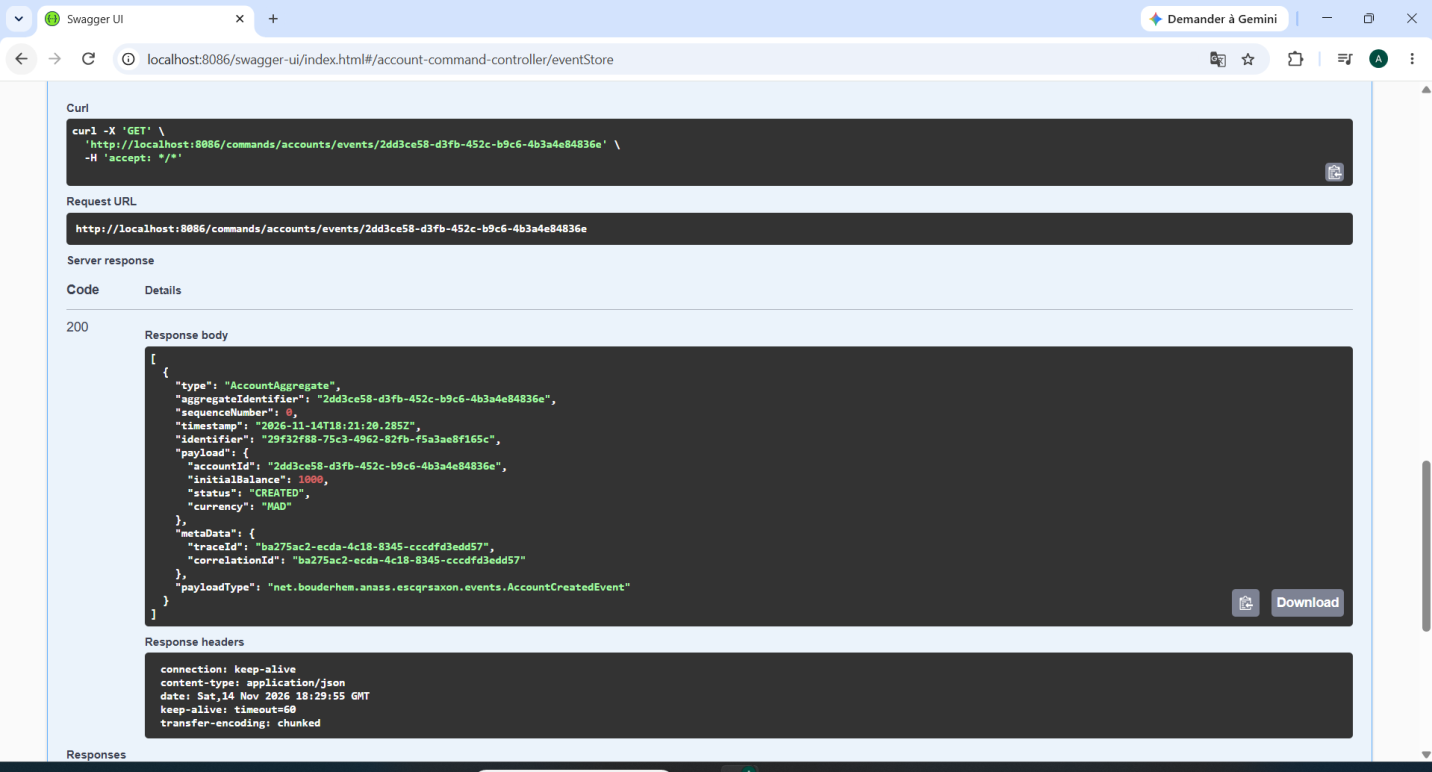 Swagger UI
Demander à Gemini
localhost:8086/swagger-ui/index.html#/account-command-controller/eventStore
A
Curl
curl -X 'GET' \
  'http://localhost:8086/commands/accounts/events/2dd3ce58-d3fb-452c-b9c6-4b3a4e84836e' \
  -H 'accept: */*'
Request URL
http://localhost:8086/commands/accounts/events/2dd3ce58-d3fb-452c-b9c6-4b3a4e84836e
Server response
Code Details
200
Response body
[
  {
    "type": "AccountAggregate",
    "aggregateIdentifier": "2dd3ce58-d3fb-452c-b9c6-4b3a4e84836e",
    "sequenceNumber": 0,
    "timestamp": "2026-11-14T18:21:20.285Z",
    "identifier": "29f32f88-75c3-4962-82fb-f5a3ae8f165c",
    "payload": {
      "accountId": "2dd3ce58-d3fb-452c-b9c6-4b3a4e84836e",
      "initialBalance": 1000,
      "status": "CREATED",
      "currency": "MAD"
    },
    "metaData": {
      "traceId": "ba275ac2-ecda-4c18-8345-cccdfd3edd57",
      "correlationId": "ba275ac2-ecda-4c18-8345-cccdfd3edd57"
    },
    "payloadType": "net.bouderhem.anass.escqrsaxon.events.AccountCreatedEvent"
  }
]
Download
Response headers
connection: keep-alive
content-type: application/json
date: Sat,14 Nov 2026 18:29:55 GMT
keep-alive: timeout=60
transfer-encoding: chunked
Responses